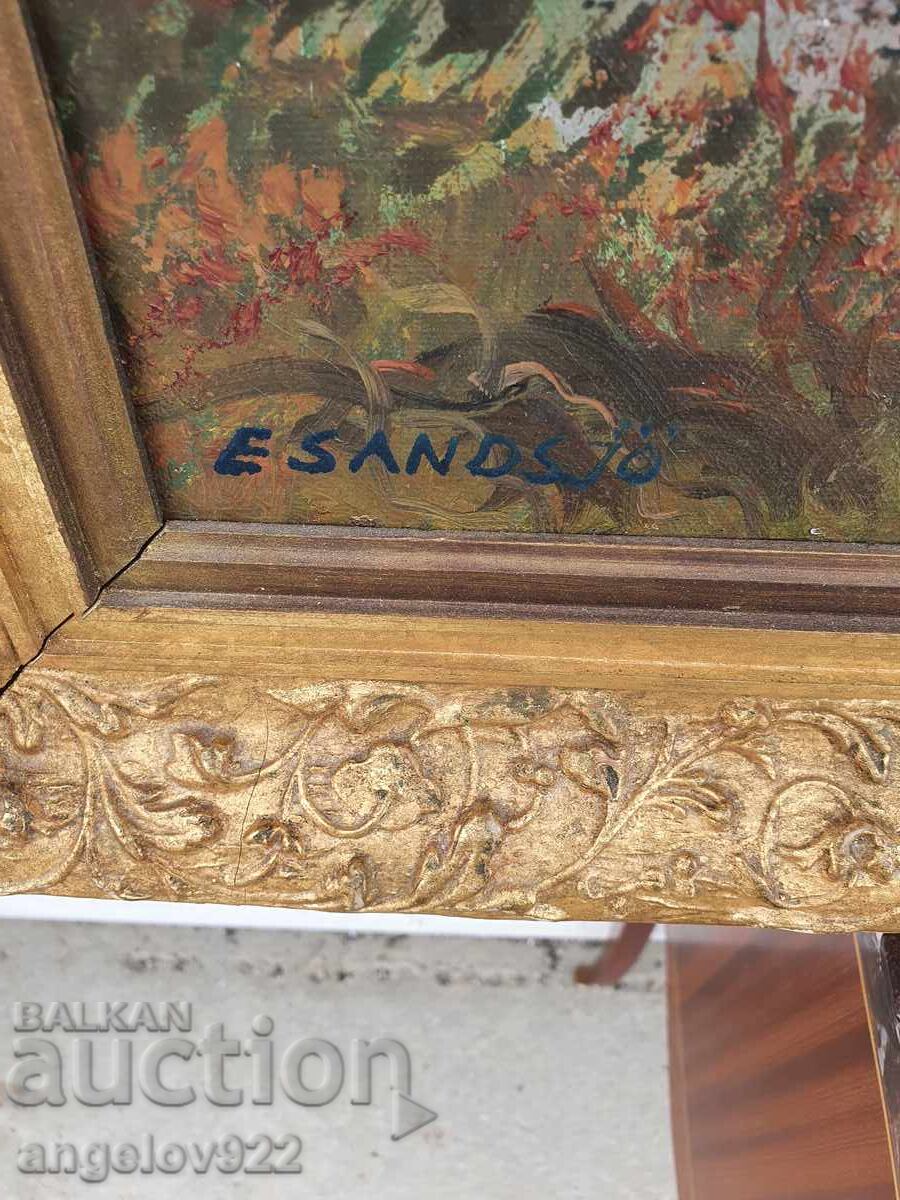 E SANDSJÖ
BALKAN
auction
angelov922